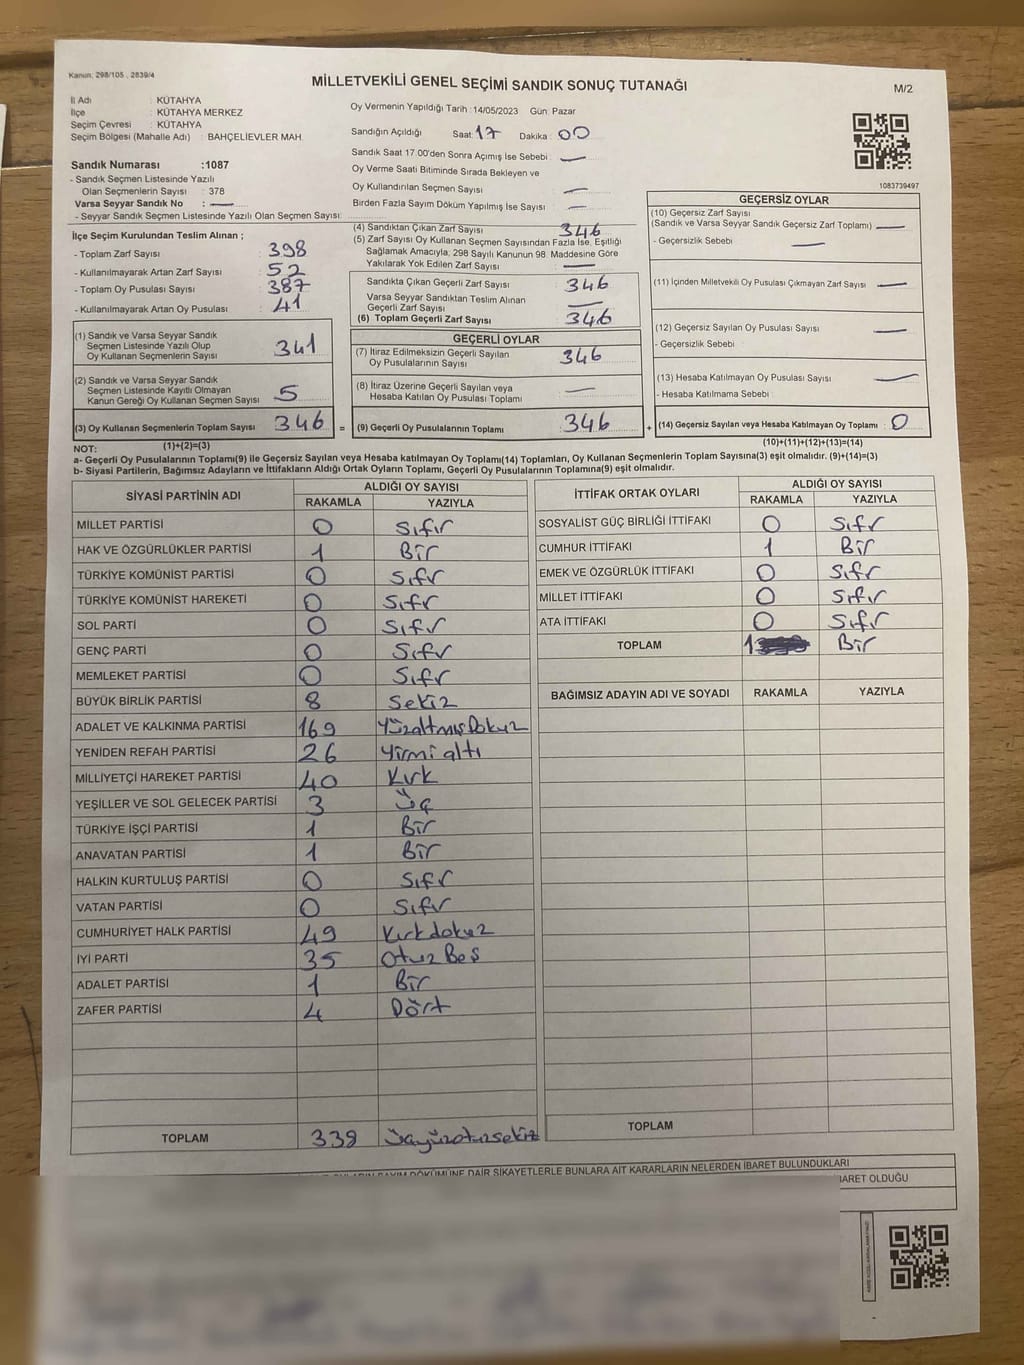 Kanun, 298/105 , 2839/4
MİLLETVEKİLİ GENEL SEÇİMİ SANDIK SONUÇ TUTANAĞI
M/2
İl Adı : KÜTAHYA
İlçe : KÜTAHYA MERKEZ
Seçim Çevresi : KÜTAHYA
Seçim Bölgesi (Mahalle Adı) : BAHÇELİEVLER MAH.
Sandık Numarası :1087
- Sandık Seçmen Listesinde Yazılı
Olan Seçmenlerin Sayısı : 378
Varsa Seyyar Sandık No : —
- Seyyar Sandık Seçmen Listesinde Yazılı Olan Seçmen Sayısı:
İlçe Seçim Kurulundan Teslim Alınan ;
- Toplam Zarf Sayısı : 398
- Kullanılmayarak Artan Zarf Sayısı : 52
- Toplam Oy Pusulası Sayısı : 387
- Kullanılmayarak Artan Oy Pusulası : 41
Oy Vermenin Yapıldığı Tarih :14/05/2023 Gün: Pazar
Sandığın Açıldığı Saat: 17 Dakika: 00
Sandık Saat 17.00'den Sonra Açımış İse Sebebi : —
Oy Verme Saati Bitiminde Sırada Bekleyen ve
Oy Kullandırılan Seçmen Sayısı : —
Birden Fazla Sayım Döküm Yapılmış İse Sayısı : —
(4) Sandıktan Çıkan Zarf Sayısı : 346
(5) Zarf Sayısı Oy Kullanan Seçmen Sayısından Fazla İse, Eşitliği
Sağlamak Amacıyla, 298 Sayılı Kanunun 98. Maddesine Göre
Yakılarak Yok Edilen Zarf Sayısı : —
Sandıkta Çıkan Geçerli Zarf Sayısı : 346
Varsa Seyyar Sandıktan Teslim Alınan
Geçerli Zarf Sayısı : —
(6) Toplam Geçerli Zarf Sayısı : 346
1083739497
GEÇERSİZ OYLAR
(10) Geçersiz Zarf Sayısı
(Sandık ve Varsa Seyyar Sandık Geçersiz Zarf Toplamı) : —
- Geçersizlik Sebebi : —
(11) İçinden Milletvekili Oy Pusulası Çıkmayan Zarf Sayısı : —
(12) Geçersiz Sayılan Oy Pusulası Sayısı : —
- Geçersizlik Sebebi :
(13) Hesaba Katılmayan Oy Pusulası Sayısı : —
- Hesaba Katılmama Sebebi :
(14) Geçersiz Sayılan veya Hesaba Katılmayan Oy Toplamı : 0
(10)+(11)+(12)+(13)=(14)
(1) Sandık ve Varsa Seyyar Sandık
Seçmen Listesinde Yazılı Olup
Oy Kullanan Seçmenlerin Sayısı : 341
(2) Sandık ve Varsa Seyyar Sandık
Seçmen Listesinde Kayıtlı Olmayan
Kanun Gereği Oy Kullanan Seçmen Sayısı : 5
(3) Oy Kullanan Seçmenlerin Toplam Sayısı : 346 =
(1)+(2)=(3)
GEÇERLİ OYLAR
(7) İtiraz Edilmeksizin Geçerli Sayılan
Oy Pusulalarının Sayısı : 346
(8) İtiraz Üzerine Geçerli Sayılan veya
Hesaba Katılan Oy Pusulası Toplamı : —
(9) Geçerli Oy Pusulalarının Toplamı : 346 +
NOT:
a- Geçerli Oy Pusulalarının Toplamı(9) ile Geçersiz Sayılan veya Hesaba katılmayan Oy Toplamı(14) Toplamları, Oy Kullanan Seçmenlerin Toplam Sayısına(3) eşit olmalıdır. (9)+(14)=(3)
b- Siyasi Partilerin, Bağımsız Adayların ve İttifakların Aldığı Ortak Oyların Toplamı, Geçerli Oy Pusulalarının Toplamına(9) eşit olmalıdır.
SİYASİ PARTİNİN ADI ALDIĞI OY SAYISI
RAKAMLA YAZIYLA
MİLLET PARTİSİ 0 Sıfır
HAK VE ÖZGÜRLÜKLER PARTİSİ 1 Bir
TÜRKİYE KOMÜNİST PARTİSİ 0 Sıfır
TÜRKİYE KOMÜNİST HAREKETİ 0 Sıfır
SOL PARTİ 0 Sıfır
GENÇ PARTİ 0 Sıfır
MEMLEKET PARTİSİ 0 Sıfır
BÜYÜK BİRLİK PARTİSİ 8 Sekiz
ADALET VE KALKINMA PARTİSİ 169 YüzaltmışDokuz
YENİDEN REFAH PARTİSİ 26 Yirmi altı
MİLLİYETÇİ HAREKET PARTİSİ 40 Kırk
YEŞİLLER VE SOL GELECEK PARTİSİ 3 Üç
TÜRKİYE İŞÇİ PARTİSİ 1 Bir
ANAVATAN PARTİSİ 1 Bir
HALKIN KURTULUŞ PARTİSİ 0 Sıfır
VATAN PARTİSİ 0 Sıfır
CUMHURİYET HALK PARTİSİ 49 Kırkdokuz
İYİ PARTİ 35 Otuz Beş
ADALET PARTİSİ 1 Bir
ZAFER PARTİSİ 4 Dört
TOPLAM 338
İTTİFAK ORTAK OYLARI ALDIĞI OY SAYISI
RAKAMLA YAZIYLA
SOSYALİST GÜÇ BİRLİĞİ İTTİFAKI 0 Sıfır
CUMHUR İTTİFAKI 1 Bir
EMEK VE ÖZGÜRLÜK İTTİFAKI 0 Sıfır
MİLLET İTTİFAKI 0 Sıfır
ATA İTTİFAKI 0 Sıfır
TOPLAM 1 Bir
BAĞIMSIZ ADAYIN ADI VE SOYADI RAKAMLA YAZIYLA
TOPLAM
SAYIM DÖKÜMÜNE DAİR ŞİKAYETLERLE BUNLARA AİT KARARLARIN NELERDEN İBARET BULUNDUKLARI
İBARET OLDUĞU